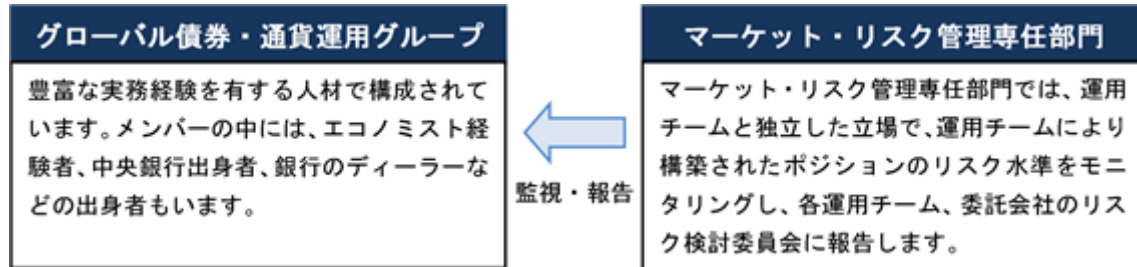 グローバル債券・通貨運用グループ
豊富な実務経験を有する人材で構成されて
います。メンバーの中には、エコノミスト経
験者、中央銀行出身者、銀行のディーラーな
どの出身者もいます。
監視・報告
マーケット・リスク管理専任部門
マーケット・リスク管理専任部門では、運用
チームと独立した立場で、運用チームにより
構築されたポジションのリスク水準をモニ
タリングし、各運用チーム、委託会社のリス
ク検討委員会に報告します。